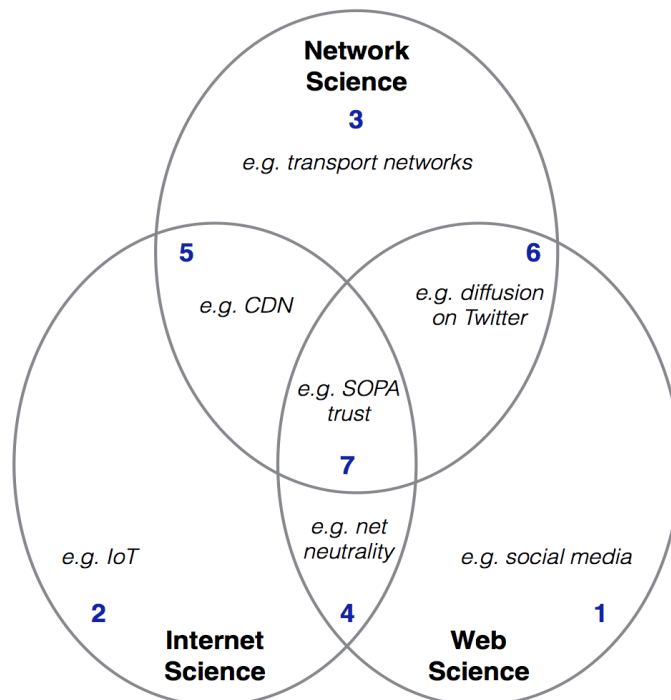 Network
Science
3
e.g. transport networks
5
6
e.g. CDN
e.g. diffusion
on Twitter
e.g. SOPA
trust
7
e.g. net
neutrality
e.g. IoT
e.g. social media
2
4
1
Internet
Science
Web
Science